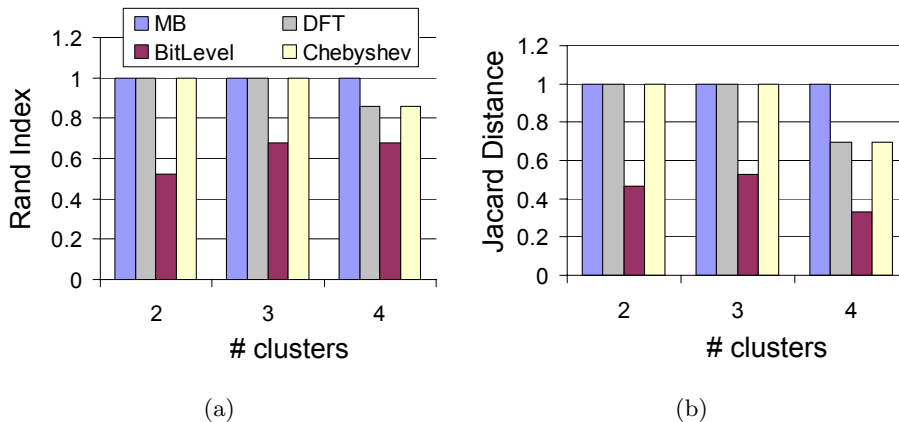 MB DFT
BitLevel Chebyshev
1.2
1
0.8
0.6
0.4
0.2
0
Rand Index
2 3 4
# clusters
(a)
1.2
1
0.8
0.6
0.4
0.2
0
Jacard Distance
2 3 4
# clusters
(b)